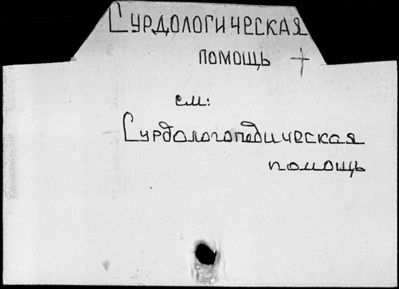 Сурдологическая
помощь +
см:
Сурдологопедическая
помощь